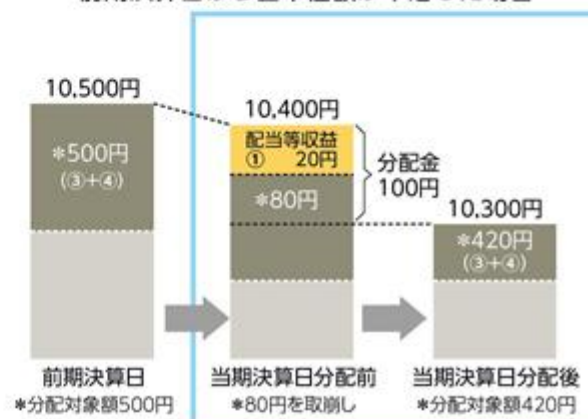 10,500円
*500円
(③+④)
前期決算日
*分配対象額500円
10,400円
配当等収益
① 20円
*80円
分配金
100円
当期決算日分配前
*80円を取崩し
10,300円
*420円
(③+④)
当期決算日分配後
*分配対象額420円